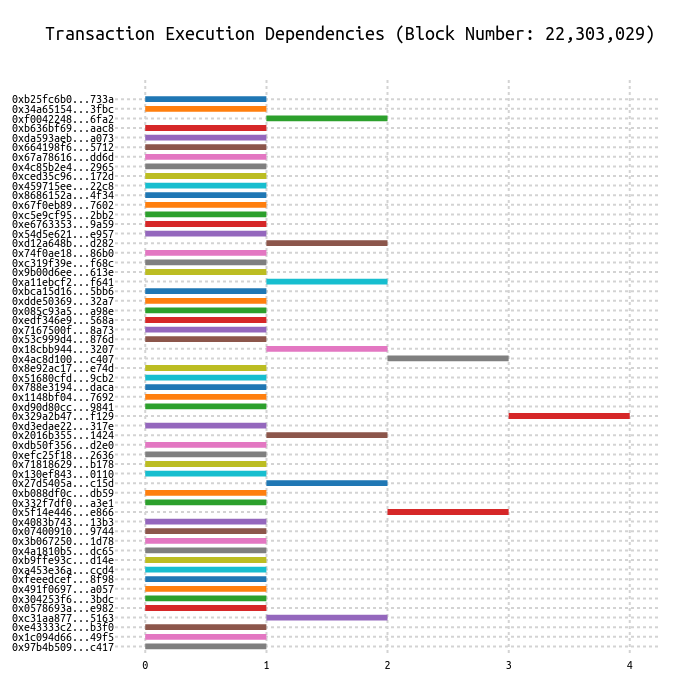 Transaction Execution Dependencies (Block Number: 22,303,029)
0xb25fc6b0...733a
0x34a65154...3fbc
0xf0042248...6fa2
0xb636bf69...aac8
0xda593aeb...a073
0x664198f6...5712
0x67a78616...dd6d
0x4c85b2e4...2965
0xced35c96...172d
0x459715ee...22c8
0x8686152a...4f34
0x67f0eb89...7602
0xc5e9cf95...2bb2
0xe6763353...9a59
0x54d5e621...e957
0xd12a648b...d282
0x74f0ae18...86b0
0xc319f39e...f68c
0x9b00d6ee...613e
0xa11ebcf2...f641
0xbca15d16...5bb6
0xdde50369...32a7
0x085c93a5...a98e
0xedf346e9...568a
0x7167500f...8a73
0x53c999d4...876d
0x18cbb944...3207
0x4ac8d100...c407
0x8e92ac17...e74d
0x51680cfd...9cb2
0x788e3194...daca
0x1148bf04...7692
0xd90d80cc...9841
0x329a2b47...f129
0xd3edae22...317e
0x2016b355...1424
0xdb50f356...d2e0
0xefc25f18...2636
0x71818629...b178
0x130ef843...0110
0x27d5405a...c15d
0xb088df0c...db59
0x332f7df0...a3e1
0x5f14e446...e866
0x4083b743...13b3
0x07400910...9744
0x3b067250...1d78
0x4a1810b5...dc65
0xb9ffe93c...d14e
0xa453e36a...ccd4
0xfeeedcef...8f98
0x491f0697...a057
0x304253f6...3bdc
0x0578693a...e982
0xc31aa877...5163
0xe43333c2...b3f0
0x1c094d66...49f5
0x97b4b509...c417
0 1 2 3 4